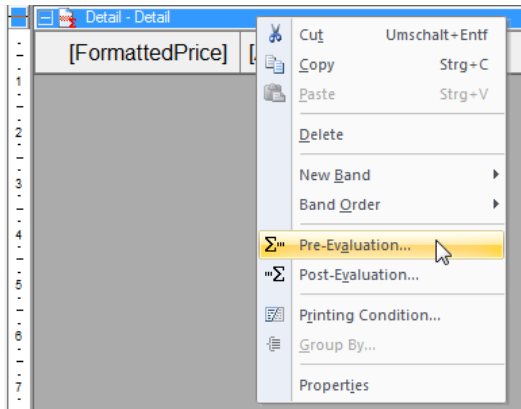 Detail - Detail
[FormattedPrice] [
Cut Umschalt+Entf
Copy Strg+C
Paste Strg+V
Delete
New Band
Band Order
Pre-Evaluation...
Post-Evaluation...
Printing Condition...
Group By...
Properties
1
2
3
4
5
6
7